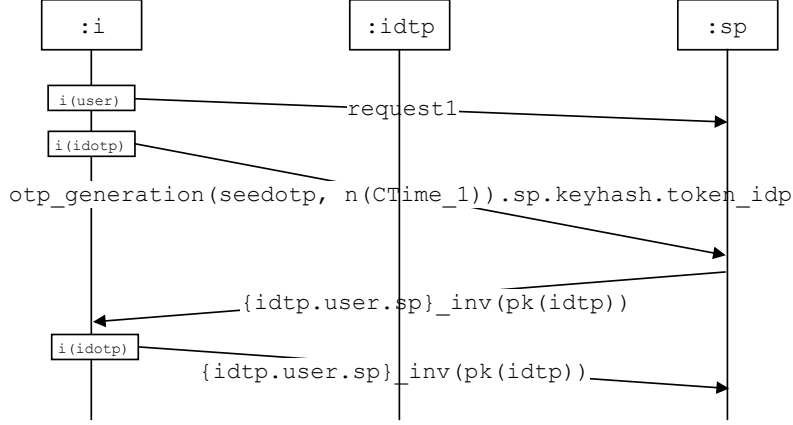 :i :idtp :sp
i(user)
request1
i(idotp)
otp_generation(seedotp, n(CTime_1)).sp.keyhash.token_idp
{idtp.user.sp}_inv(pk(idtp))
i(idotp)
{idtp.user.sp}_inv(pk(idtp))